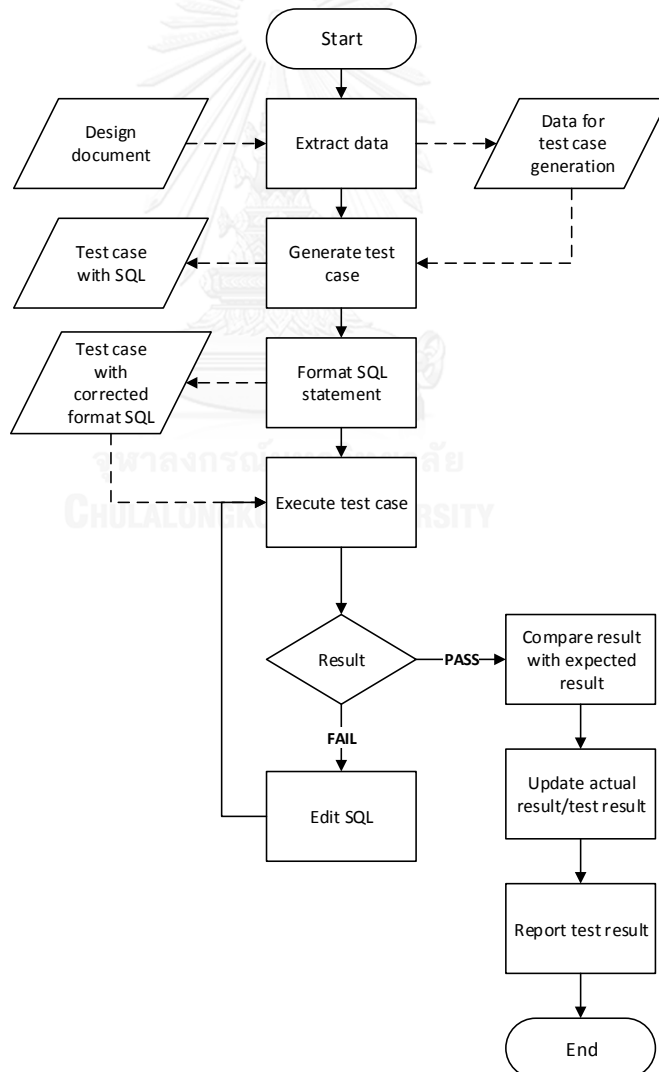 Start
Design
document
Extract data
Data for
test case
generation
Test case
with SQL
Generate test
case
Test case
with
corrected
format SQL
Format SQL
statement
Execute test case
Result
PASS
Compare result
with expected
result
FAIL
Edit SQL
Update actual
result/test result
Report test result
End